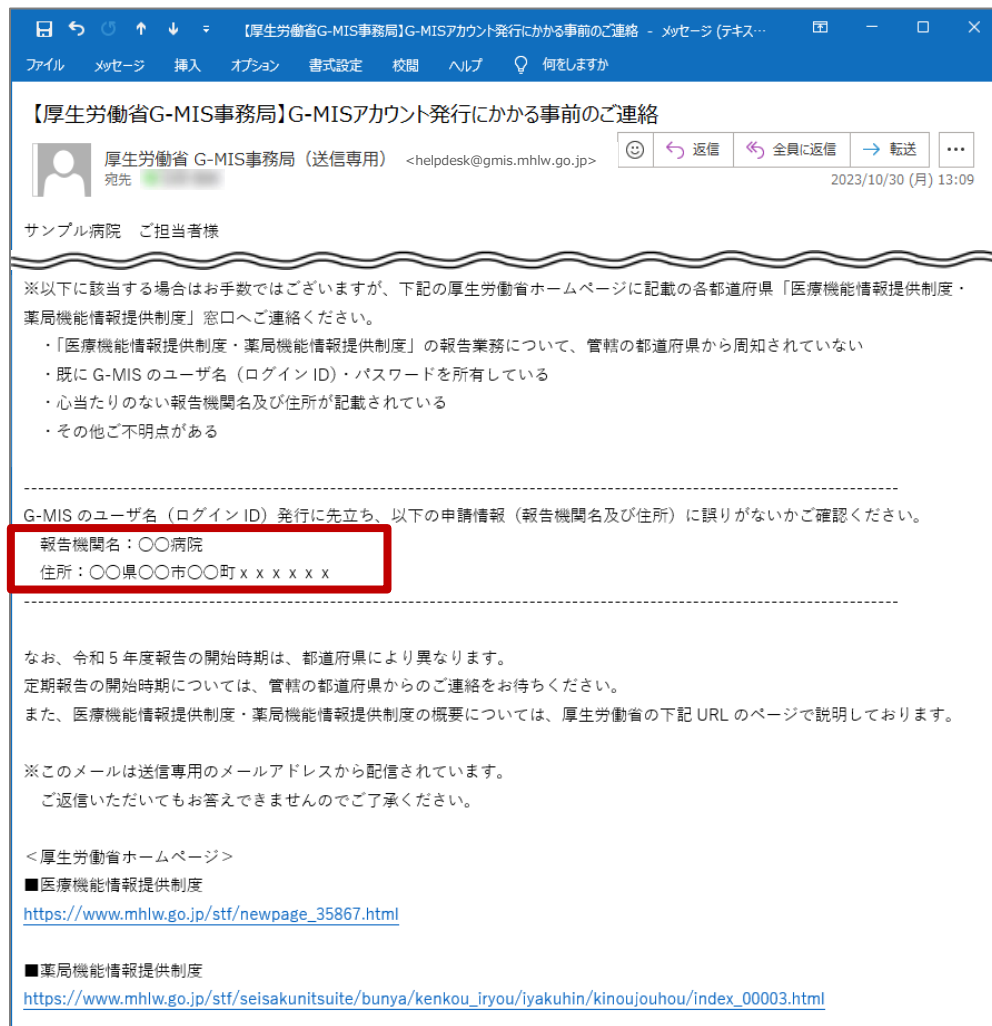 【厚生労働省G-MIS事務局】G-MISアカウント発行にかかる事前のご連絡 - メッセージ (テキス…
ファイル メッセージ 挿入 オプション 書式設定 校閲 ヘルプ 何をしますか
【厚生労働省G-MIS事務局】G-MISアカウント発行にかかる事前のご連絡
厚生労働省 G-MIS事務局（送信専用） <helpdesk@gmis.mhlw.go.jp>
返信 全員に返信 転送 …
宛先
2023/10/30 (月) 13:09
サンプル病院　ご担当者様
※以下に該当する場合はお手数ではございますが、下記の厚生労働省ホームページに記載の各都道府県「医療機能情報提供制度・
薬局機能情報提供制度」窓口へご連絡ください。
・「医療機能情報提供制度・薬局機能情報提供制度」の報告業務について、管轄の都道府県から周知されていない
・既に G-MIS のユーザ名（ログイン ID）・パスワードを所有している
・心当たりのない報告機関名及び住所が記載されている
・その他ご不明点がある
--------------------------------------------------------------------------------
G-MIS のユーザ名（ログイン ID）発行に先立ち、以下の申請情報（報告機関名及び住所）に誤りがないかご確認ください。
報告機関名：〇〇病院
住所：〇〇県〇〇市〇〇町ｘｘｘｘｘｘ
--------------------------------------------------------------------------------
なお、令和５年度報告の開始時期は、都道府県により異なります。
定期報告の開始時期については、管轄の都道府県からのご連絡をお待ちください。
また、医療機能情報提供制度・薬局機能情報提供制度の概要については、厚生労働省の下記 URL のページで説明しております。
※このメールは送信専用のメールアドレスから配信されています。
ご返信いただいてもお答えできませんのでご了承ください。
＜厚生労働省ホームページ＞
■医療機能情報提供制度
https://www.mhlw.go.jp/stf/newpage_35867.html
■薬局機能情報提供制度
https://www.mhlw.go.jp/stf/seisakunitsuite/bunya/kenkou_iryou/iyakuhin/kinoujouhou/index_00003.html